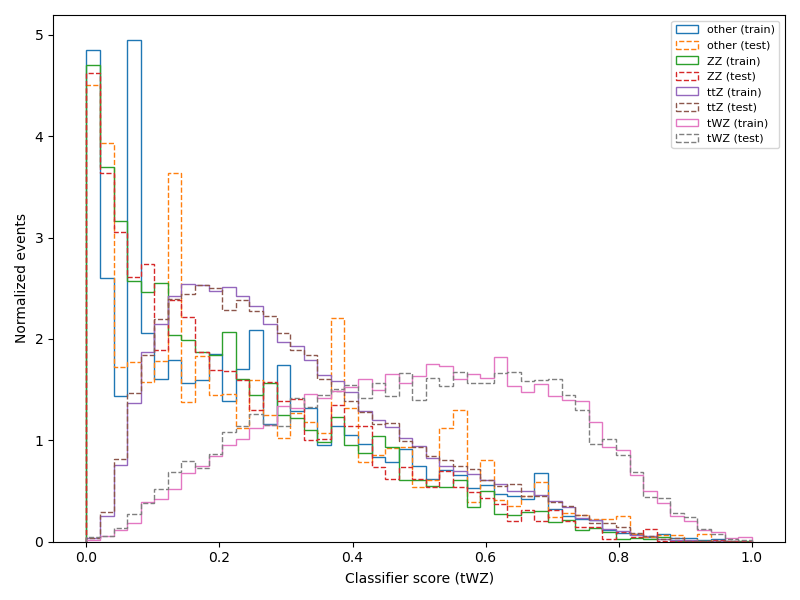 other (train)
other (test)
ZZ (train)
ZZ (test)
ttZ (train)
ttZ (test)
tWZ (train)
tWZ (test)
Normalized events
5
4
3
2
1
0
0.0 0.2 0.4 0.6 0.8 1.0
Classifier score (tWZ)